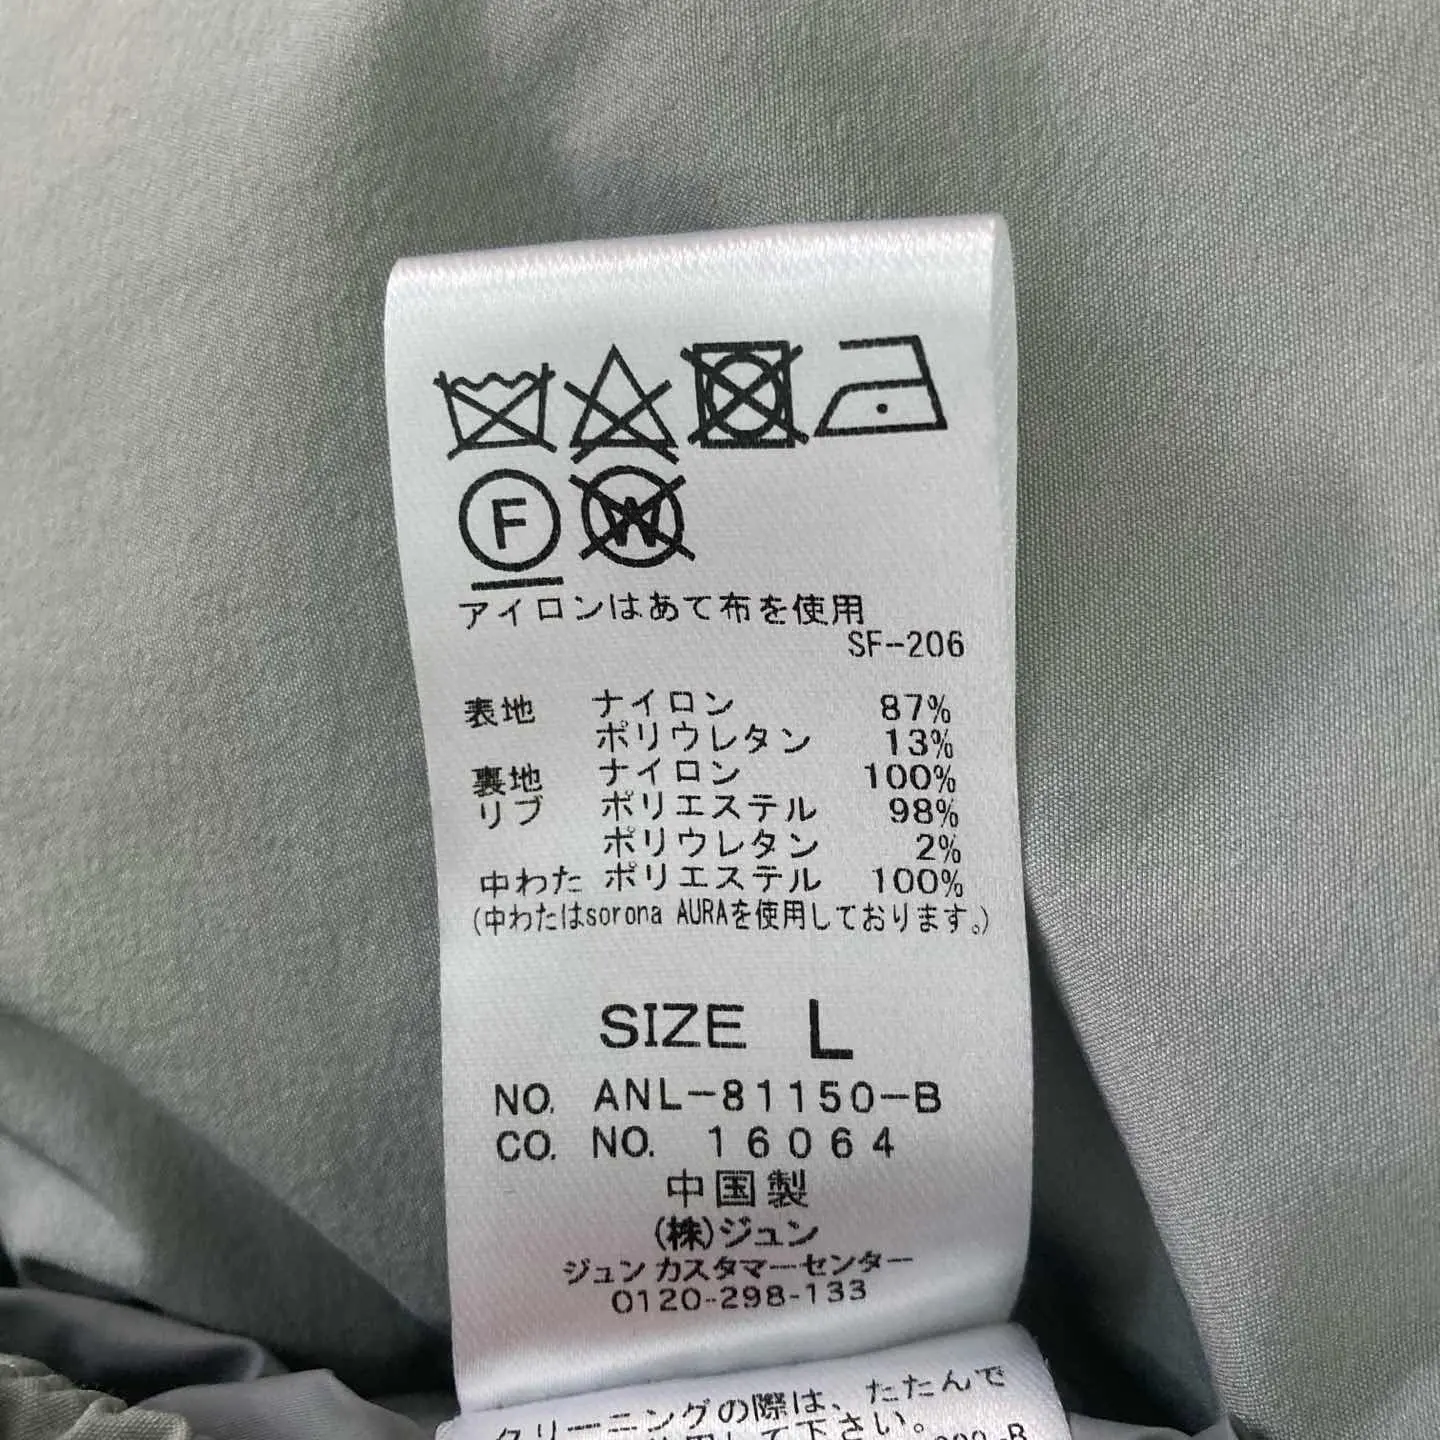 F W
アイロンはあて布を使用
SF-206
表地 ナイロン 87%
ポリウレタン 13%
裏地 ナイロン 100%
リブ ポリエステル 98%
ポリウレタン 2%
中わた ポリエステル 100%
(中わたはsorona AURAを使用しております。)
SIZE L
NO. ANL-81150-B
CO. NO. 16064
中国製
(株)ジュン
ジュン カスタマーセンター
0120-298-133
クリーニングの際は、たたんで
して下さい。